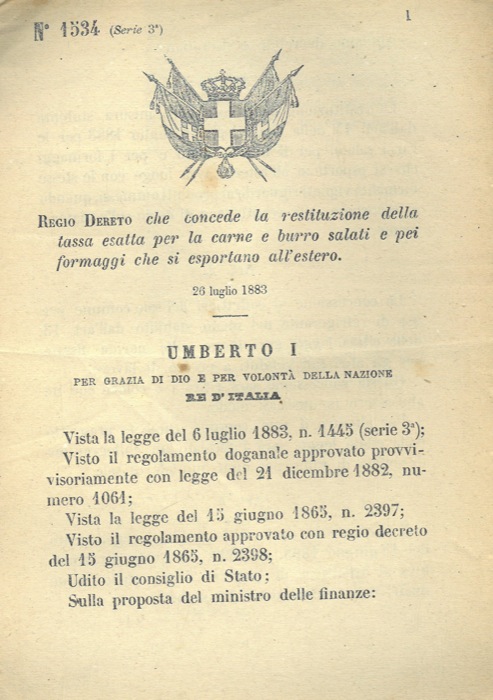 N° 1534 (Serie 3ª)
1
REGIO DERETO che concede la restituzione della
tassa esatta per la carne e burro salati e pei
formaggi che si esportano all'estero.
26 luglio 1883
UMBERTO I
PER GRAZIA DI DIO E PER VOLONTÀ DELLA NAZIONE
RE D'ITALIA
Vista la legge del 6 luglio 1883, n. 1445 (serie 3ª);
Visto il regolamento doganale approvato provvi-
visoriamente con legge del 21 dicembre 1882, nu-
mero 1061;
Vista la legge del 15 giugno 1865, n. 2397;
Visto il regolamento approvato con regio decreto
del 15 giugno 1865, n. 2398;
Udito il consiglio di Stato;
Sulla proposta del ministro delle finanze: